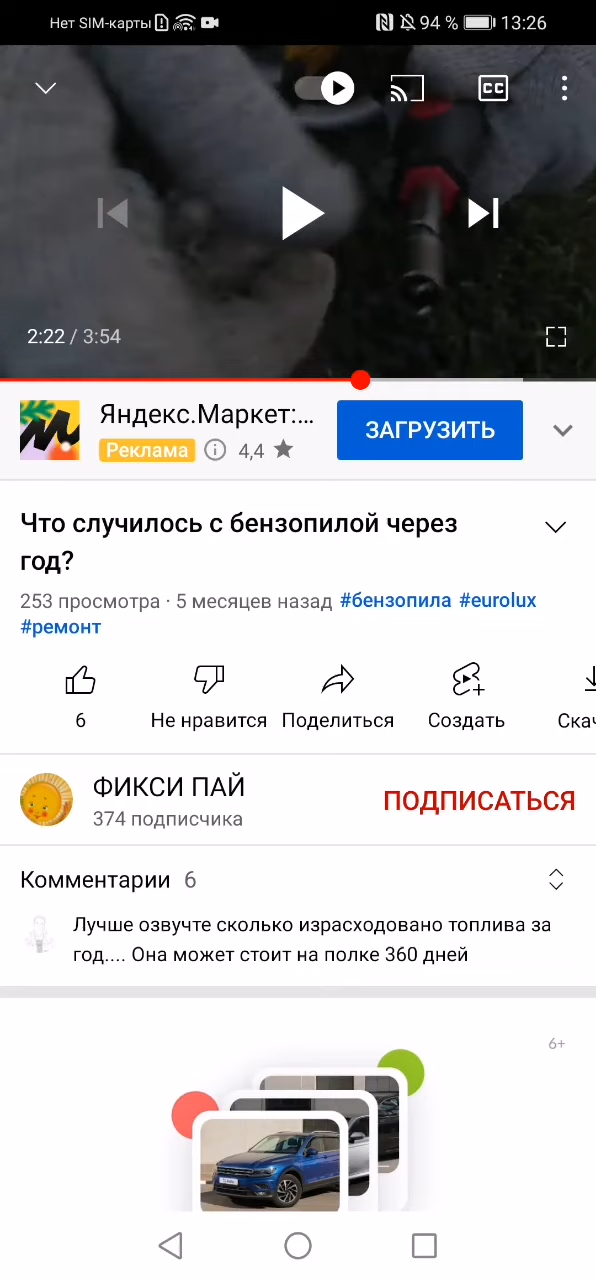 Нет SIM-карты 94 % 13:26
CC
2:22 / 3:54
Яндекс.Маркет:...
ЗАГРУЗИТЬ
Реклама 4,4
Что случилось с бензопилой через
год?
253 просмотра · 5 месяцев назад #бензопила #eurolux
#ремонт
6 Не нравится Поделиться Создать Скач
ФИКСИ ПАЙ
374 подписчика
ПОДПИСАТЬСЯ
Комментарии 6
Лучше озвучте сколько израсходовано топлива за
год.... Она может стоит на полке 360 дней
6+